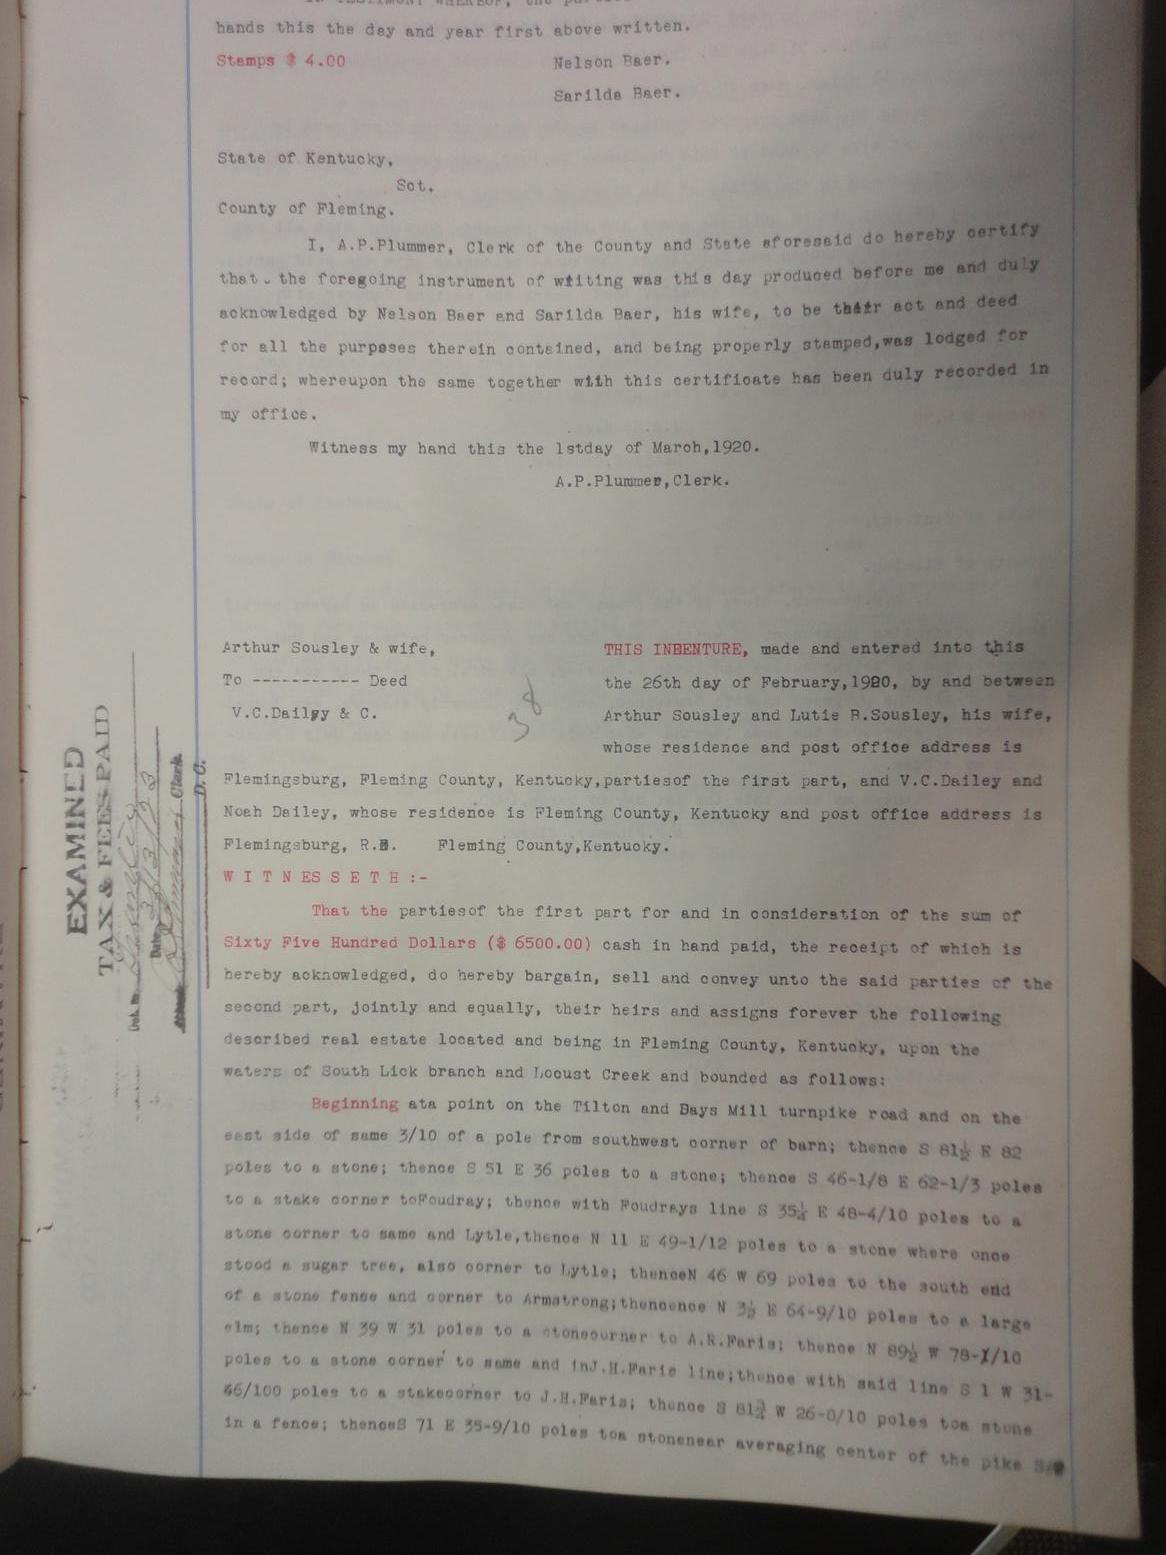 hands this the day and year first above written.
Stamps $ 4.00
Nelson Baer.
Sarilda Baer.
State of Kentucky,
Sct.
County of Fleming.
I, A.P.Plummer, Clerk of the County and State aforesaid do hereby certify
that the foregoing instrument of wtiting was this day produced before me and duly
acknowledged by Nelson Baer and Sarilda Baer, his wife, to be their act and deed
for all the purposes therein contained, and being properly stamped,was lodged for
record; whereupon the same together with this certificate has been duly recorded in
my office.
Witness my hand this the 1stday of March,1920.
A.P.Plummer,Clerk.
Arthur Sousley & wife,
To ----------- Deed
V.C.Dailey & C.
38
THIS INDENTURE, made and entered into this
the 26th day of February,1920, by and between
Arthur Sousley and Lutie B.Sousley, his wife,
whose residence and post office address is
Flemingsburg, Fleming County, Kentucky,partiesof the first part, and V.C.Dailey and
Noah Dailey, whose residence is Fleming County, Kentucky and post office address is
Flemingsburg, R. Fleming County,Kentucky.
W I T N ES S E T H :-
That the partiesof the first part for and in consideration of the sum of
Sixty Five Hundred Dollars ($ 6500.00) cash in hand paid, the receipt of which is
hereby acknowledged, do hereby bargain, sell and convey unto the said parties of the
second part, jointly and equally, their heirs and assigns forever the following
described real estate located and being in Fleming County, Kentucky, upon the
waters of South Lick branch and Locust Creek and bounded as follows:
Beginning ata point on the Tilton and Days Mill turnpike road and on the
east side of same 3/10 of a pole from southwest corner of barn; thence S 81½ E 82
poles to a stone; thence S 51 E 36 poles to a stone; thence S 46-1/8 E 62-1/3 poles
to a stake corner toFoudray; thence with Foudrays line S 35¼ E 48-4/10 poles to a
stone corner to same and Lytle,thence N 11 E 49-1/12 poles to a stone where once
stood a sugar tree, also corner to Lytle; thenceN 46 W 69 poles to the south end
of a stone fence and corner to Armstrong;thencence N 3½ E 64-9/10 poles to a large
elm; thence N 39 W 31 poles to a stonecorner to A.R.Faris; thence N 89½ W 78-1/10
poles to a stone corner to same and inJ.H.Faris line;thence with said line S 1 W 31-
46/100 poles to a stakecorner to J.H.Faris; thence S 81¾ W 26-8/10 poles toa stone
in a fence; thenceS 71 E 35-9/10 poles toa stonenear averaging center of the pike
EXAMINED
TAX & FEES PAID
Date
Clerk
D. C.